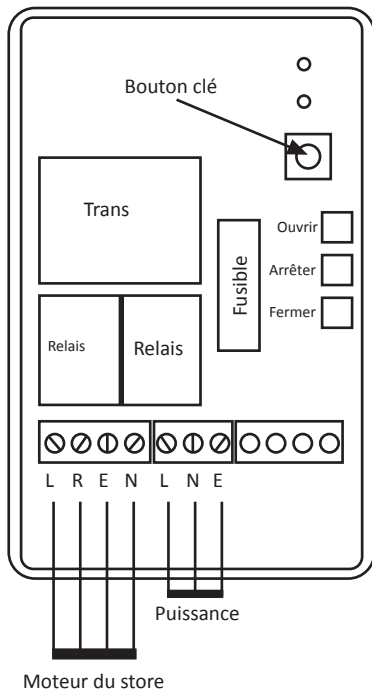 Bouton clé
Trans
Ouvrir
Fusible
Arrêter
Relais
Relais
Fermer
L R E N L N E
Puissance
Moteur du store